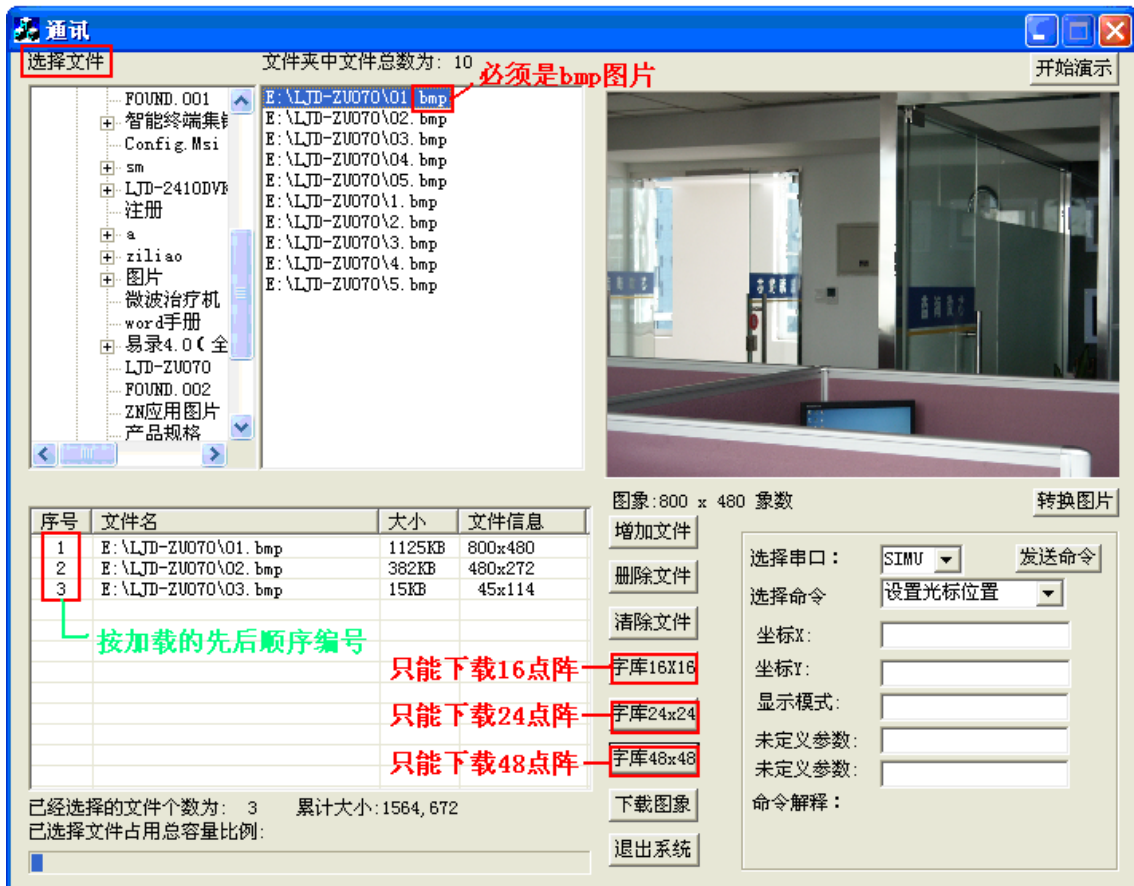 通讯
选择文件
文件夹中文件总数为: 10
必须是bmp图片
开始演示
FOUND.001
智能终端集
Config.Msi
sm
LJD-2410DVK
注册
a
ziliao
图片
微波治疗机
word手册
易录4.0(全
LJD-ZU070
FOUND.002
ZN应用图片
产品规格
E:\LJD-ZU070\01.bmp
E:\LJD-ZU070\02.bmp
E:\LJD-ZU070\03.bmp
E:\LJD-ZU070\04.bmp
E:\LJD-ZU070\05.bmp
E:\LJD-ZU070\1.bmp
E:\LJD-ZU070\2.bmp
E:\LJD-ZU070\3.bmp
E:\LJD-ZU070\4.bmp
E:\LJD-ZU070\5.bmp
图象:800 x 480 象数
转换图片
序号 文件名 大小 文件信息
1 E:\LJD-ZU070\01.bmp 1125KB 800x480
2 E:\LJD-ZU070\02.bmp 382KB 480x272
3 E:\LJD-ZU070\03.bmp 15KB 45x114
按加载的先后顺序编号
增加文件
删除文件
清除文件
只能下载16点阵
字库16X16
只能下载24点阵
字库24x24
只能下载48点阵
字库48x48
下载图象
退出系统
选择串口: SIMU 发送命令
选择命令 设置光标位置
坐标X:
坐标Y:
显示模式:
未定义参数:
未定义参数:
命令解释:
已经选择的文件个数为: 3 累计大小:1564,672
已选择文件占用总容量比例: